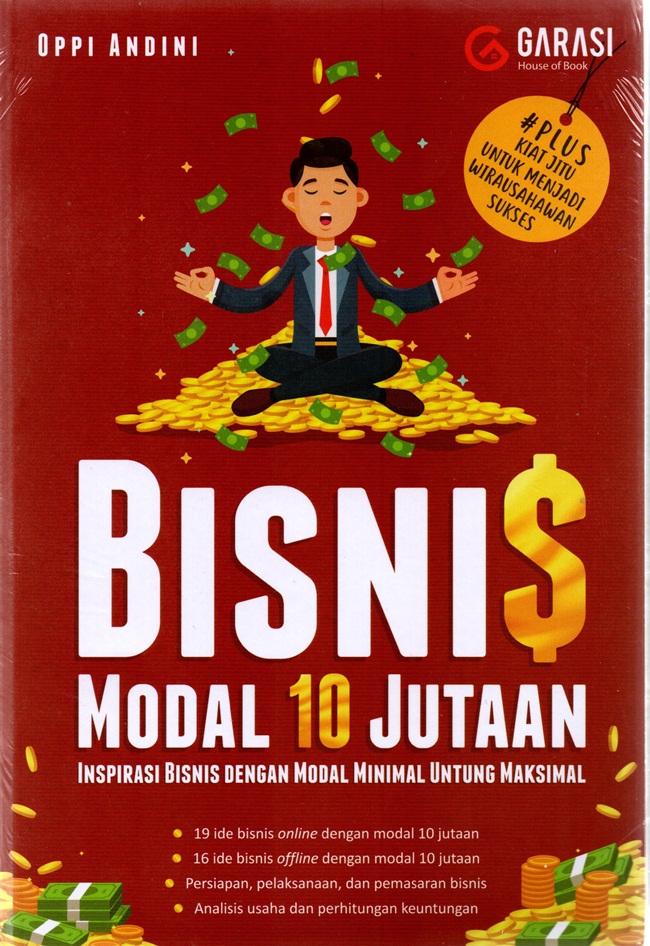 OPPI ANDINI
GARASI
House of Book
#PLUS
KIAT JITU
UNTUK MENJADI
WIRAUSAHAWAN
SUKSES
BISNI$
MODAL 10 JUTAAN
INSPIRASI BISNIS DENGAN MODAL MINIMAL UNTUNG MAKSIMAL
19 ide bisnis online dengan modal 10 jutaan
16 ide bisnis offline dengan modal 10 jutaan
Persiapan, pelaksanaan, dan pemasaran bisnis
Analisis usaha dan perhitungan keuntungan